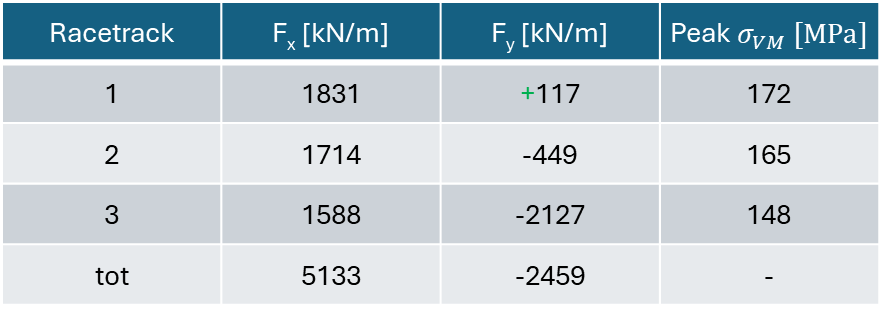 Racetrack Fx [kN/m] Fy [kN/m] Peak σVM [MPa]
1 1831 +117 172
2 1714 -449 165
3 1588 -2127 148
tot 5133 -2459 -